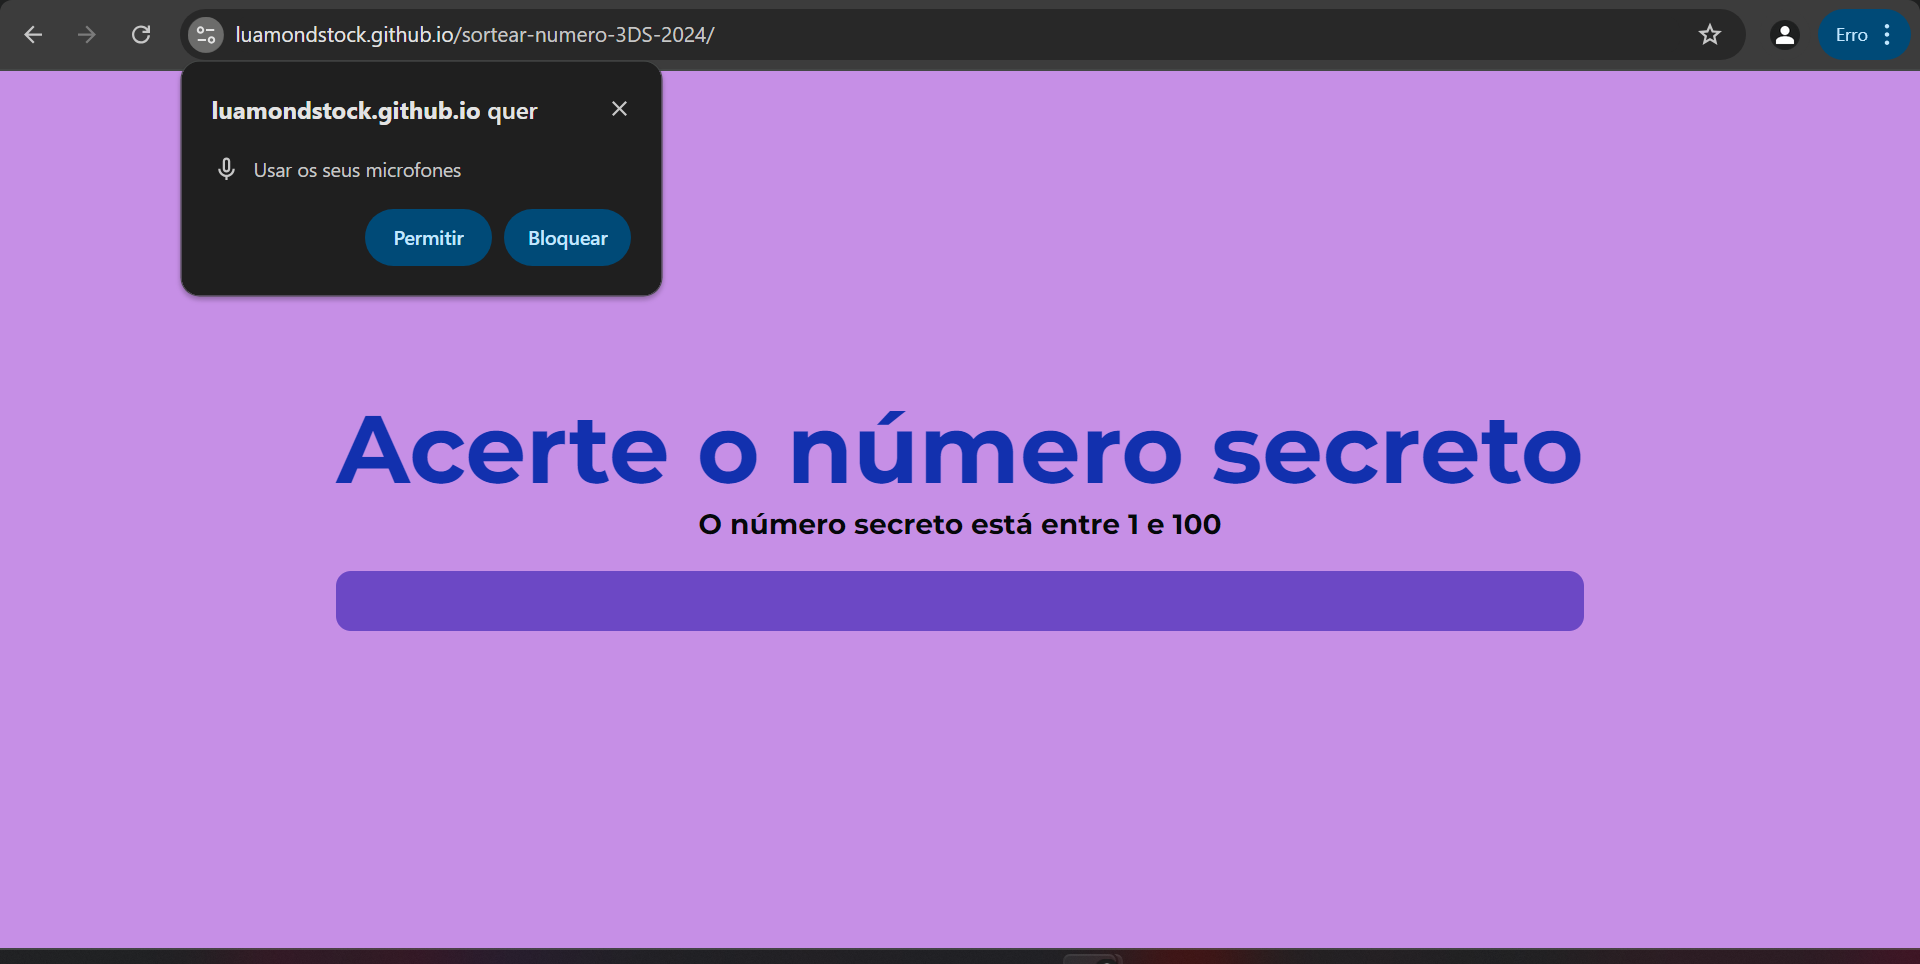 luamondstock.github.io/sortear-numero-3DS-2024/
Erro
luamondstock.github.io quer
Usar os seus microfones
Permitir Bloquear
Acerte o número secreto
O número secreto está entre 1 e 100